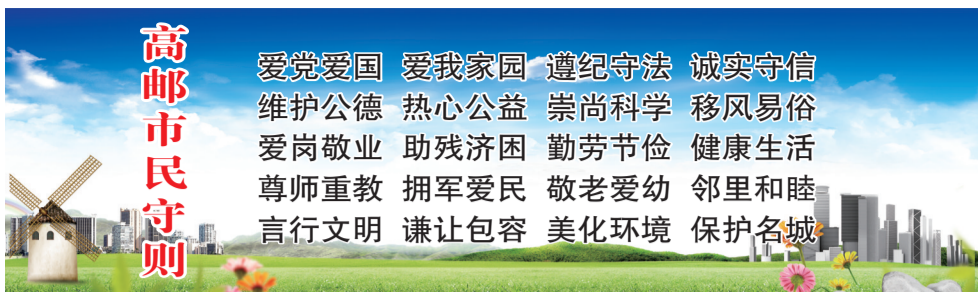 高邮市民守则
爱党爱国 爱我家园 遵纪守法 诚实守信
维护公德 热心公益 崇尚科学 移风易俗
爱岗敬业 助残济困 勤劳节俭 健康生活
尊师重教 拥军爱民 敬老爱幼 邻里和睦
言行文明 谦让包容 美化环境 保护名城